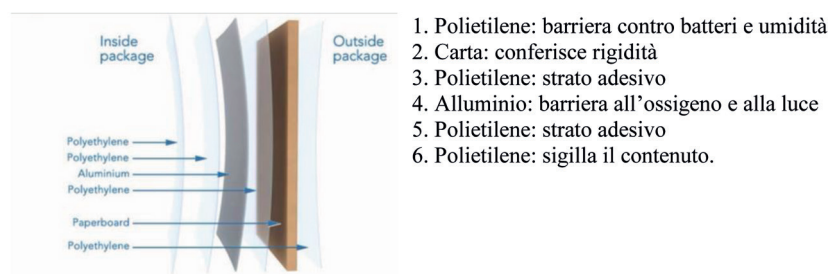 Inside
package
Outside
package
Polyethylene
Polyethylene
Aluminium
Polyethylene
Paperboard
Polyethylene
1. Polietilene: barriera contro batteri e umidità
2. Carta: conferisce rigidità
3. Polietilene: strato adesivo
4. Alluminio: barriera all’ossigeno e alla luce
5. Polietilene: strato adesivo
6. Polietilene: sigilla il contenuto.